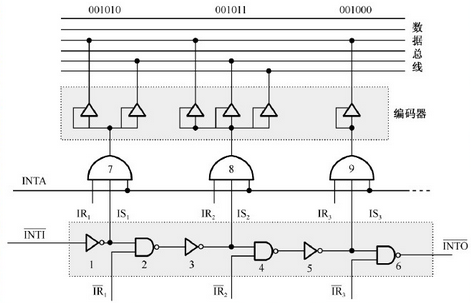 001010 001011 001000
数据总线
编码器
7 8 9
INTA
IR₁ IS₁ IR₂ IS₂ IR₃ IS₃
INTI INTO
1 2 3 4 5 6
IR₁ IR₂ IR₃